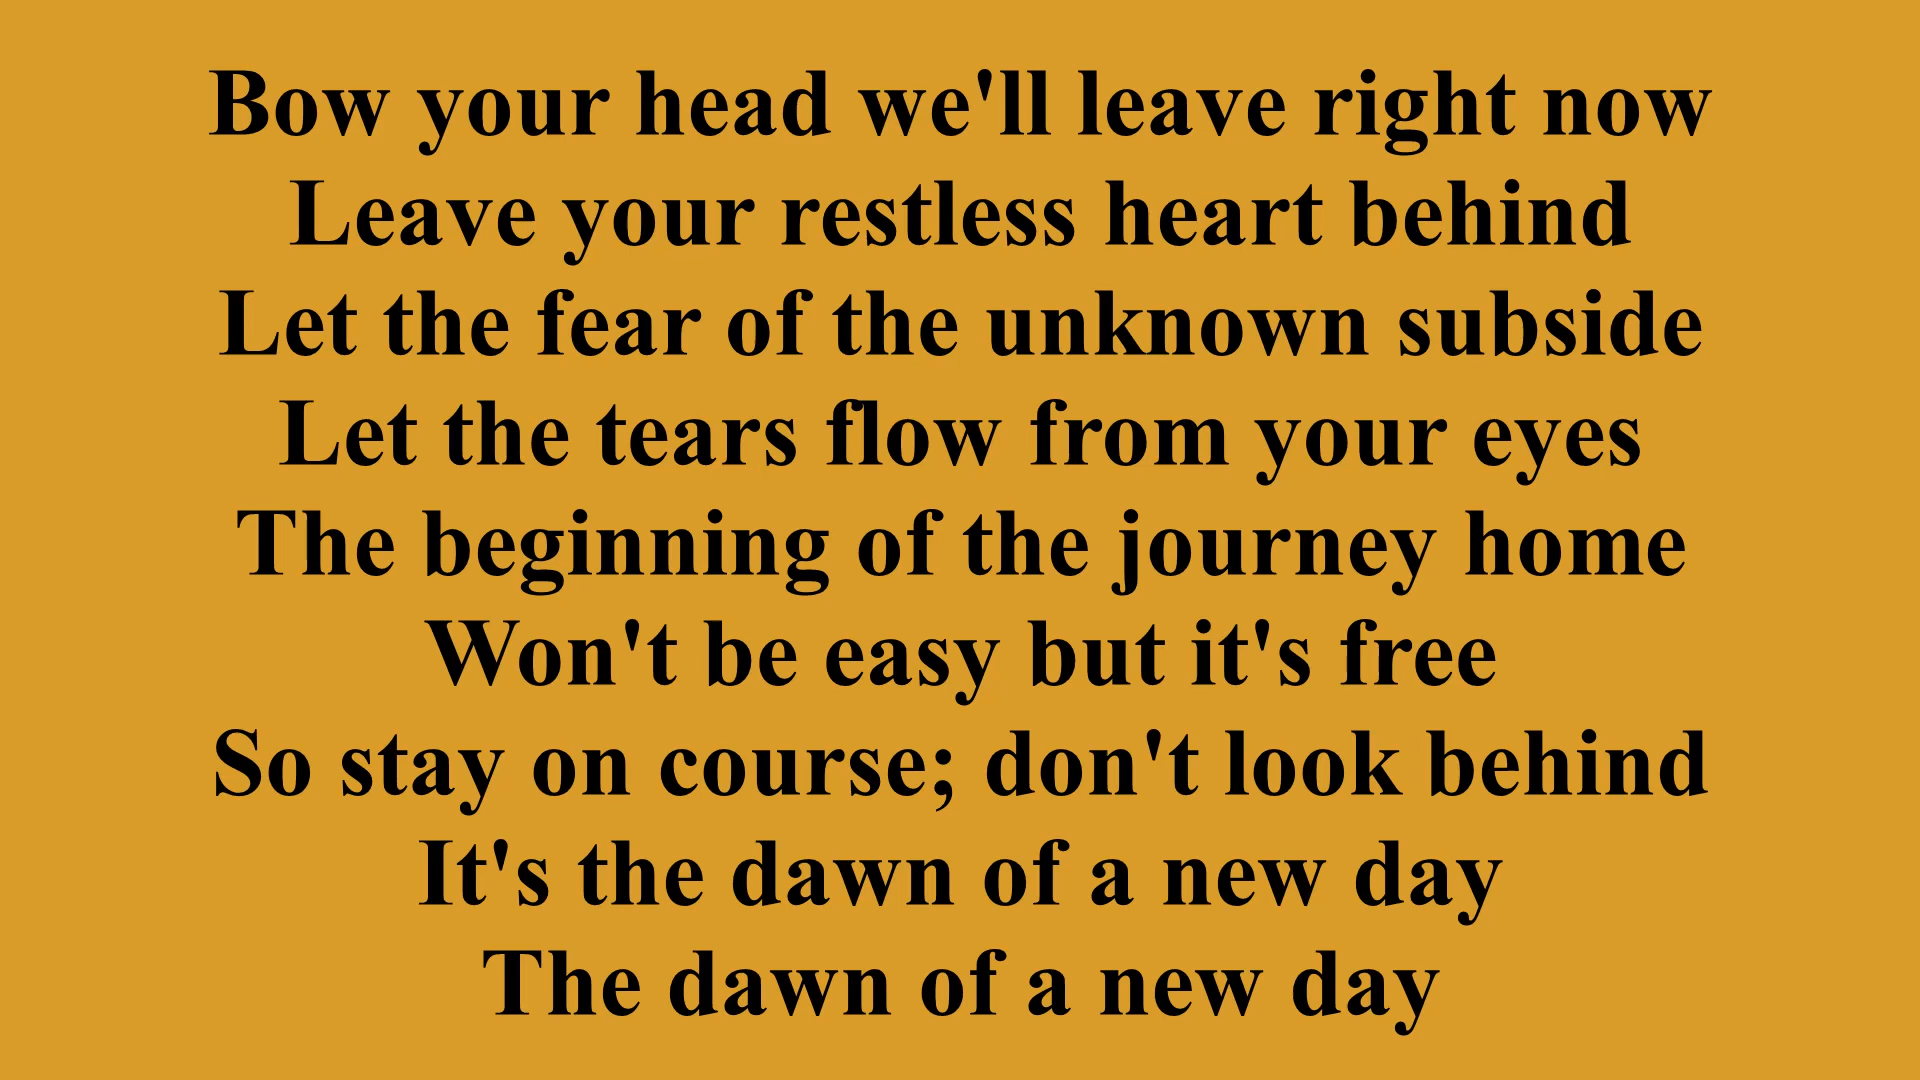 Bow your head we'll leave right now
Leave your restless heart behind
Let the fear of the unknown subside
Let the tears flow from your eyes
The beginning of the journey home
Won't be easy but it's free
So stay on course; don't look behind
It's the dawn of a new day
The dawn of a new day